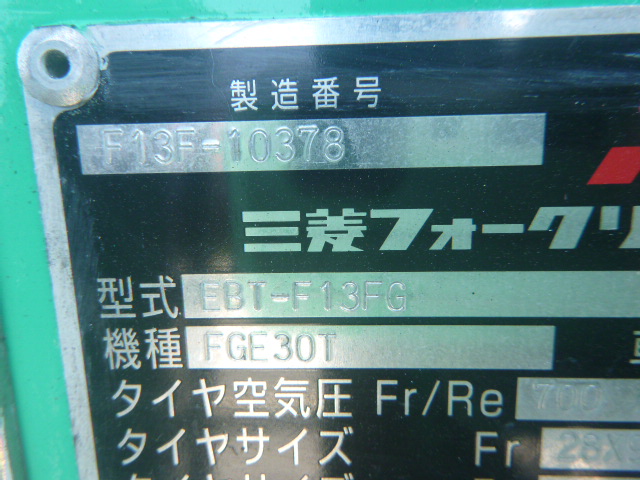 製造番号
F13F-10378
三菱フォークリ
型式 EBT-F13FG
機種 FGE30T
タイヤ空気圧 Fr/Re 700
タイヤサイズ Fr 28X